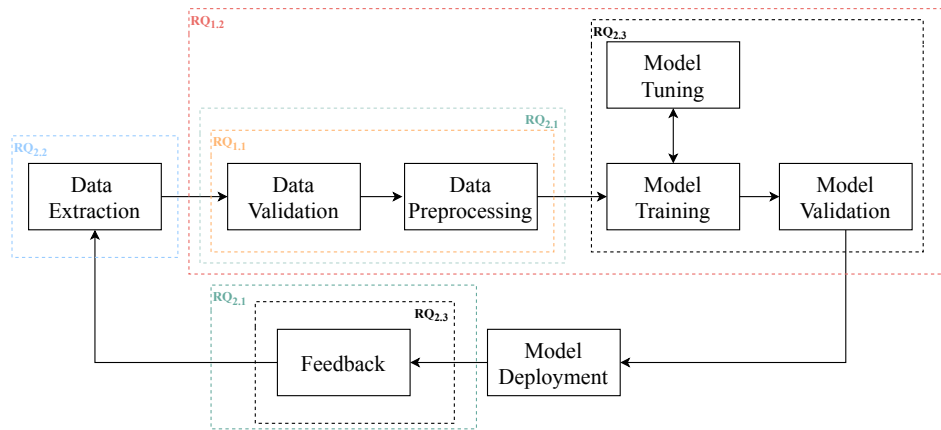 RQ1.2
RQ2.3
Model
Tuning
RQ2.1
RQ2.2
RQ1.1
Data
Extraction
Data
Validation
Data
Preprocessing
Model
Training
Model
Validation
RQ2.1
RQ2.3
Feedback
Model
Deployment